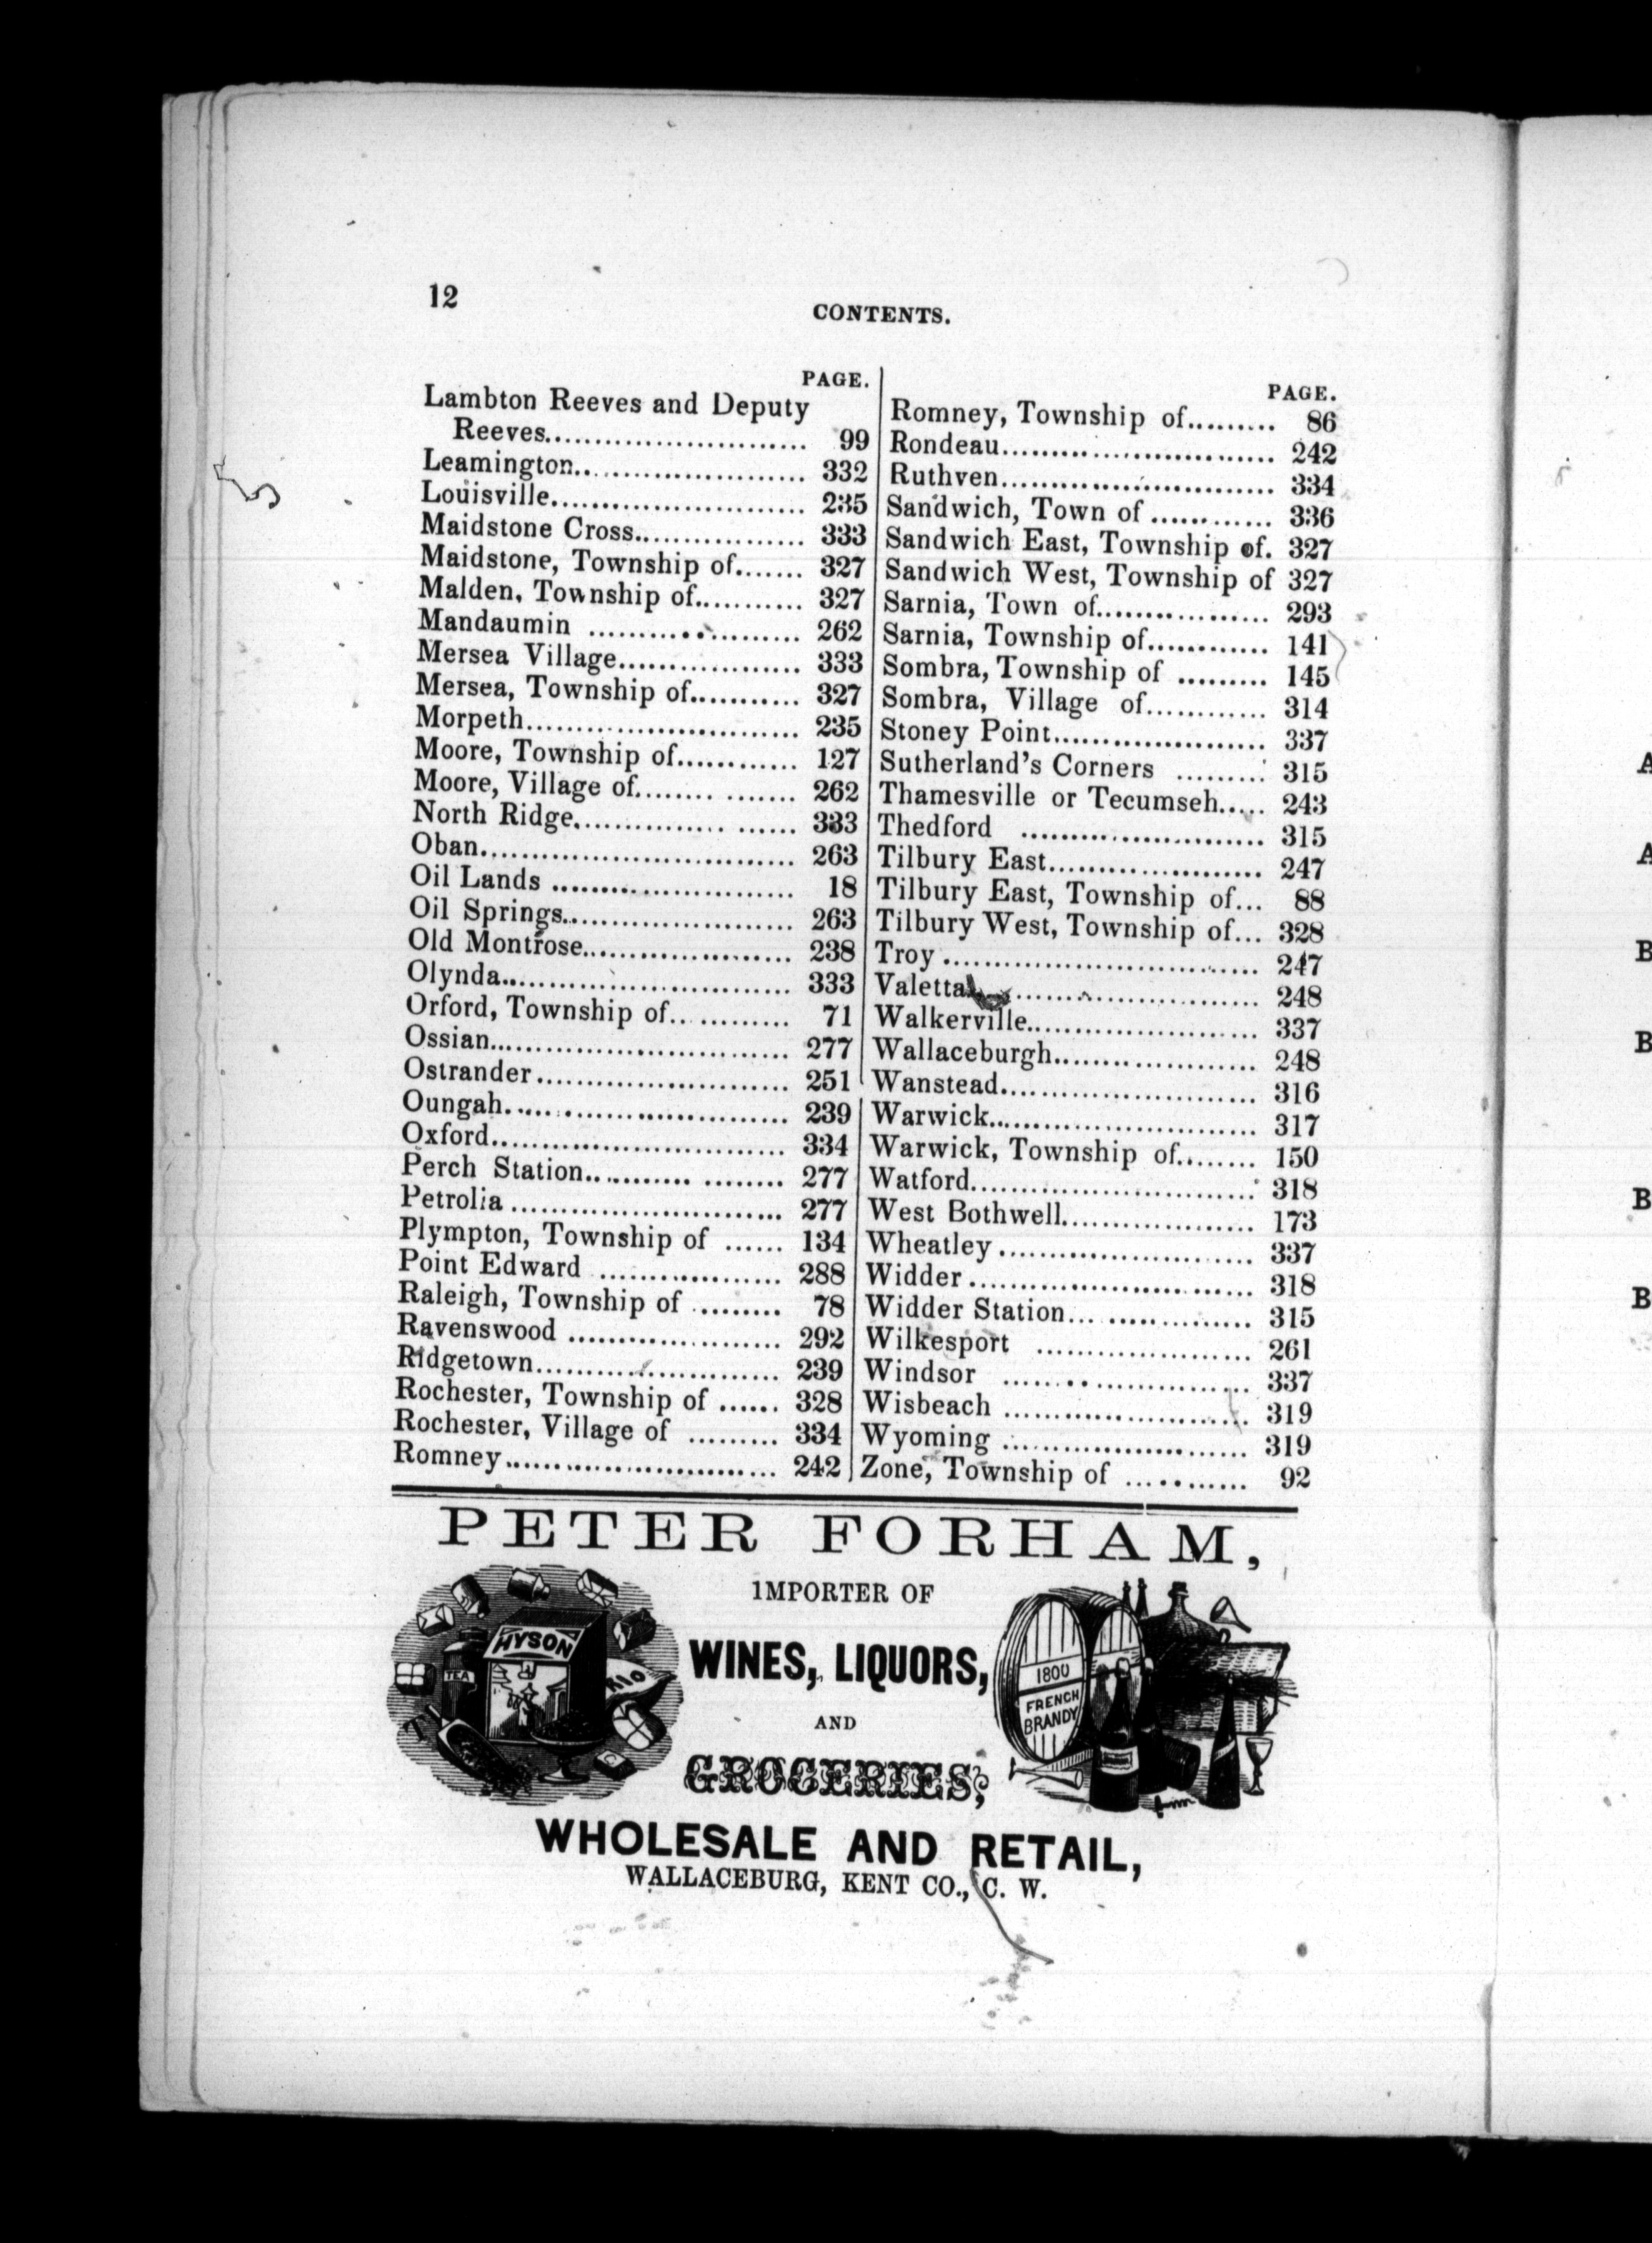 12
CONTENTS.
PAGE.
Lambton Reeves and Deputy
Reeves.......................... 99
Leamington........................ 332
Louisville.......................... 235
Maidstone Cross................. 333
Maidstone, Township of....... 327
Malden, Township of........... 327
Mandaumin ..................... 262
Mersea Village.................. 333
Mersea, Township of........... 327
Morpeth........................... 235
Moore, Township of............ 127
Moore, Village of........ ....... 262
North Ridge............... ...... 333
Oban............................... 263
Oil Lands ........................ 18
Oil Springs....................... 263
Old Montrose..................... 238
Olynda............................. 333
Orford, Township of............ 71
Ossian.............................. 277
Ostrander......................... 251
Oungah............................ 239
Oxford............................. 334
Perch Station........... ........ 277
Petrolia ........................... 277
Plympton, Township of ...... 134
Point Edward .................. 288
Raleigh, Township of ......... 78
Ravenswood ..................... 292
Ridgetown........................ 239
Rochester, Township of ...... 328
Rochester, Village of ......... 334
Romney........................... 242
PAGE.
Romney, Township of......... 86
Rondeau........................... 242
Ruthven........................... 334
Sandwich, Town of ............ 336
Sandwich East, Township of. 327
Sandwich West, Township of 327
Sarnia, Town of................. 293
Sarnia, Township of............ 141
Sombra, Township of ......... 145
Sombra, Village of............ 314
Stoney Point..................... 337
Sutherland's Corners ......... 315
Thamesville or Tecumseh..... 243
Thedford ........................ 315
Tilbury East..................... 247
Tilbury East, Township of... 88
Tilbury West, Township of... 328
Troy ............................... 247
Valetta............................ 248
Walkerville....................... 337
Wallaceburgh.................... 248
Wanstead......................... 316
Warwick........................... 317
Warwick, Township of........ 150
Watford............................ 318
West Bothwell................... 173
Wheatley ......................... 337
Widder ............................ 318
Widder Station... .............. 315
Wilkesport ..................... 261
Windsor ........................ 337
Wisbeach ........................ 319
Wyoming ........................ 319
Zone, Township of ............ 92
PETER FORHAM,
IMPORTER OF
WINES, LIQUORS,
AND
GROCERIES,
HYSON
TEA
RIO
1800
FRENCH
BRANDY
WHOLESALE AND RETAIL,
WALLACEBURG, KENT CO., C. W.
A
A
B
B
B
B